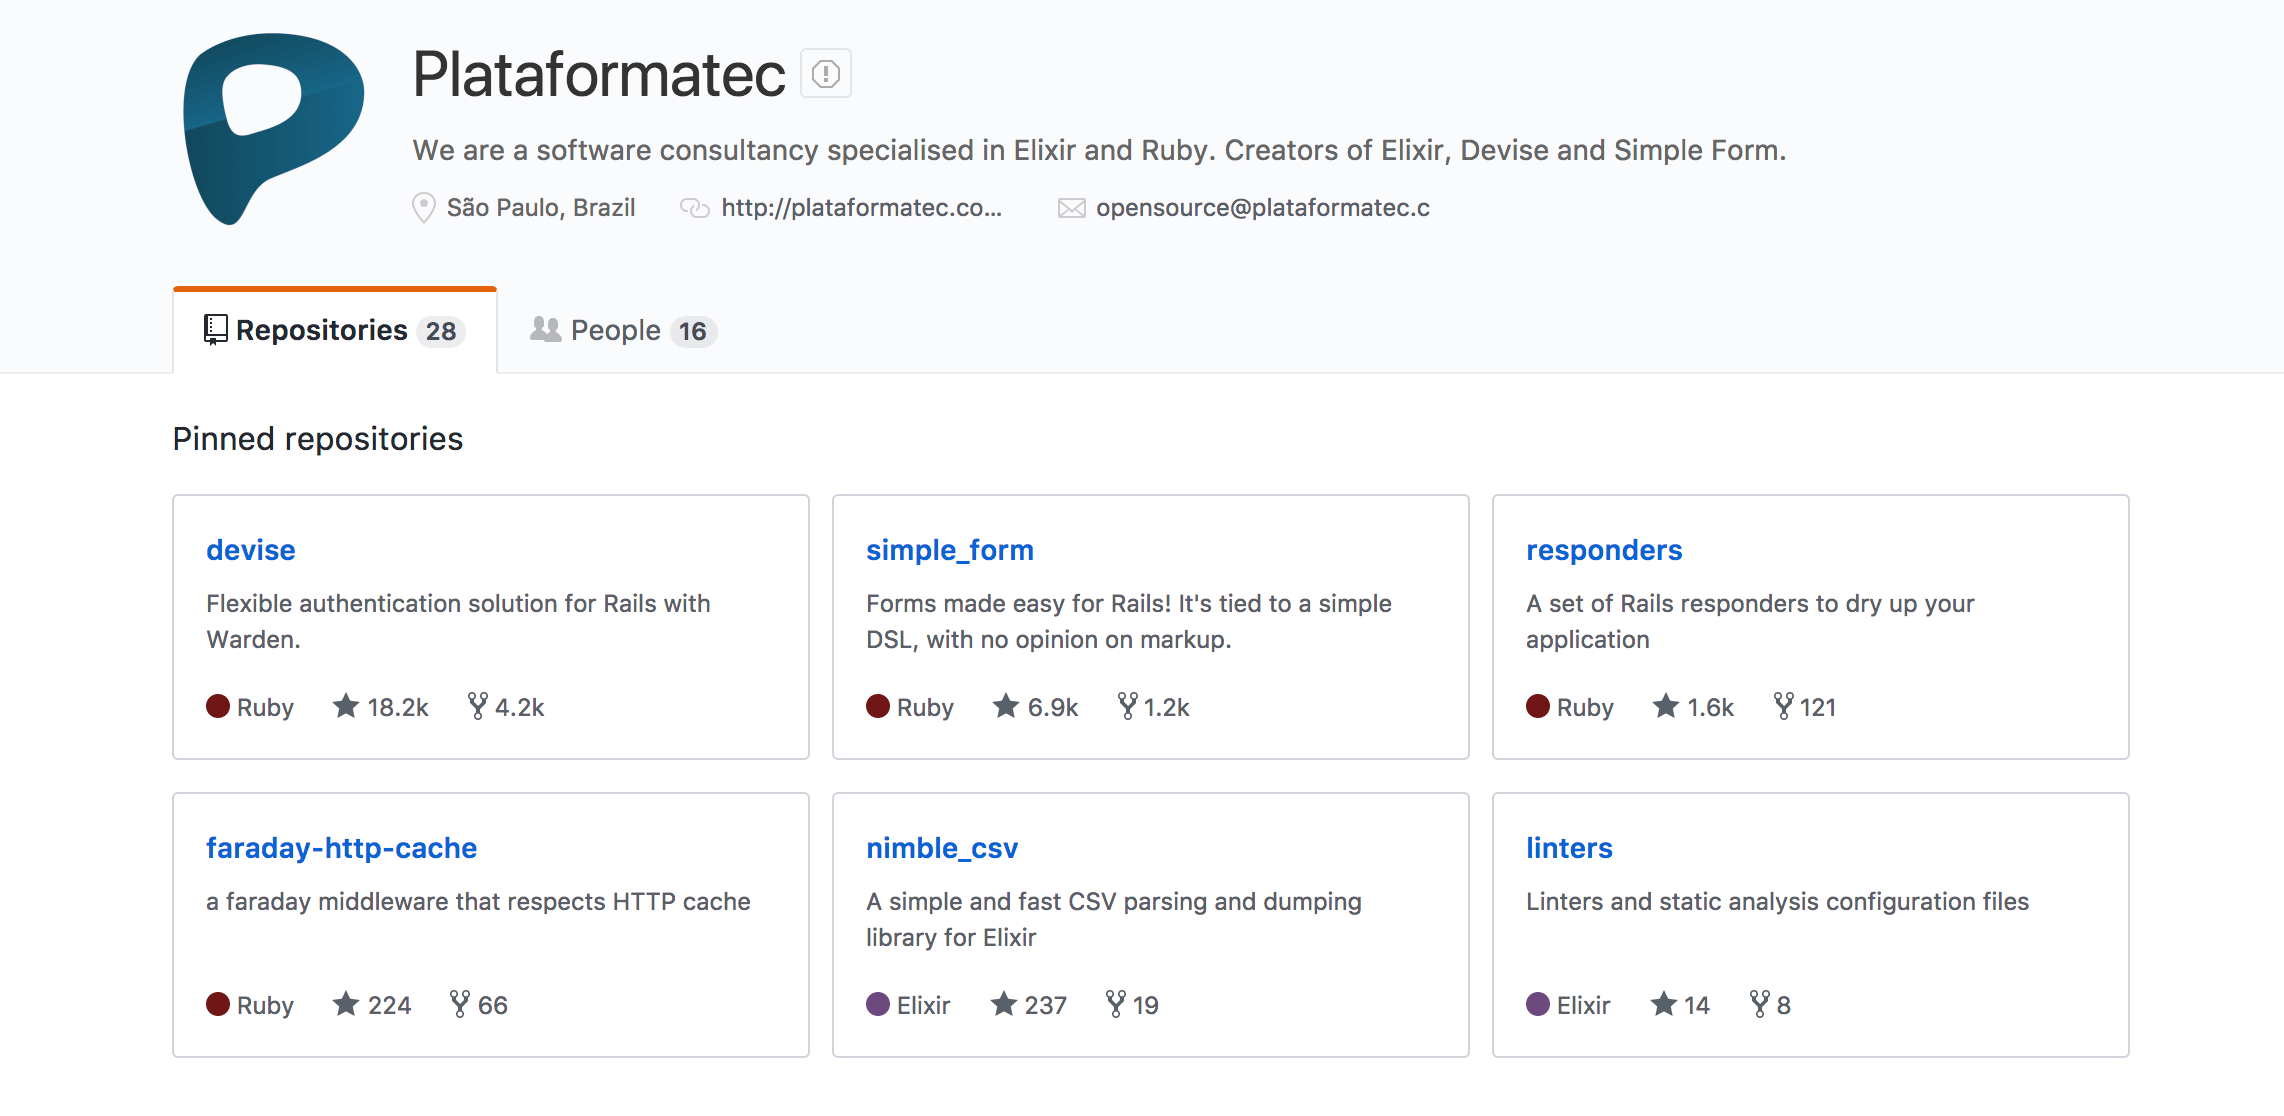 Plataformatec
We are a software consultancy specialised in Elixir and Ruby. Creators of Elixir, Devise and Simple Form.
São Paulo, Brazil http://plataformatec.co... opensource@plataformatec.c
Repositories 28 People 16
Pinned repositories
devise
Flexible authentication solution for Rails with
Warden.
Ruby 18.2k 4.2k
simple_form
Forms made easy for Rails! It's tied to a simple
DSL, with no opinion on markup.
Ruby 6.9k 1.2k
responders
A set of Rails responders to dry up your
application
Ruby 1.6k 121
faraday-http-cache
a faraday middleware that respects HTTP cache
Ruby 224 66
nimble_csv
A simple and fast CSV parsing and dumping
library for Elixir
Elixir 237 19
linters
Linters and static analysis configuration files
Elixir 14 8